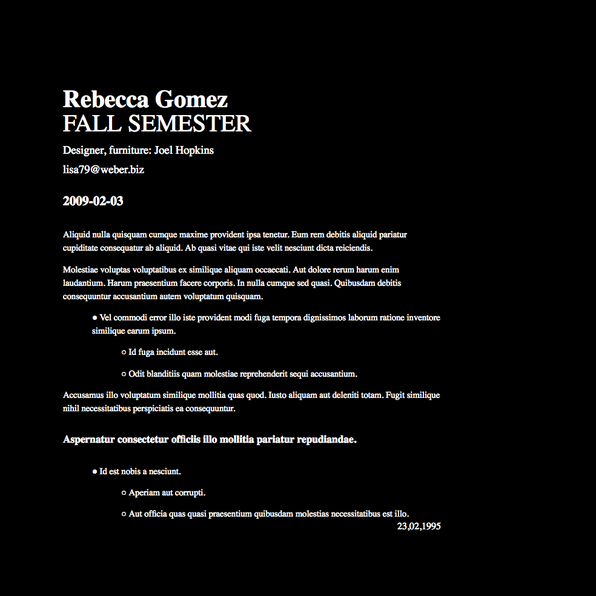 Rebecca Gomez
FALL SEMESTER
Designer, furniture: Joel Hopkins
lisa79@weber.biz
2009-02-03
Aliquid nulla quisquam cumque maxime provident ipsa tenetur. Eum rem debitis aliquid pariatur
cupiditate consequatur ab aliquid. Ab quasi vitae qui iste velit nesciunt dicta reiciendis.
Molestiae voluptas voluptatibus ex similique aliquam occaecati. Aut dolore rerum harum enim
laudantium. Harum praesentium facere corporis. In nulla cumque sed quasi. Quibusdam debitis
consequuntur accusantium autem voluptatum quisquam.
● Vel commodi error illo iste provident modi fuga tempora dignissimos laborum ratione inventore
similique earum ipsum.
○ Id fuga incidunt esse aut.
○ Odit blanditiis quam molestiae reprehenderit sequi accusantium.
Accusamus illo voluptatum similique mollitia quas quod. Iusto aliquam aut deleniti totam. Fugit similique
nihil necessitatibus perspiciatis ea consequuntur.
Aspernatur consectetur officiis illo mollitia pariatur repudiandae.
● Id est nobis a nesciunt.
○ Aperiam aut corrupti.
○ Aut officia quas quasi praesentium quibusdam molestias necessitatibus est illo.
23,02,1995